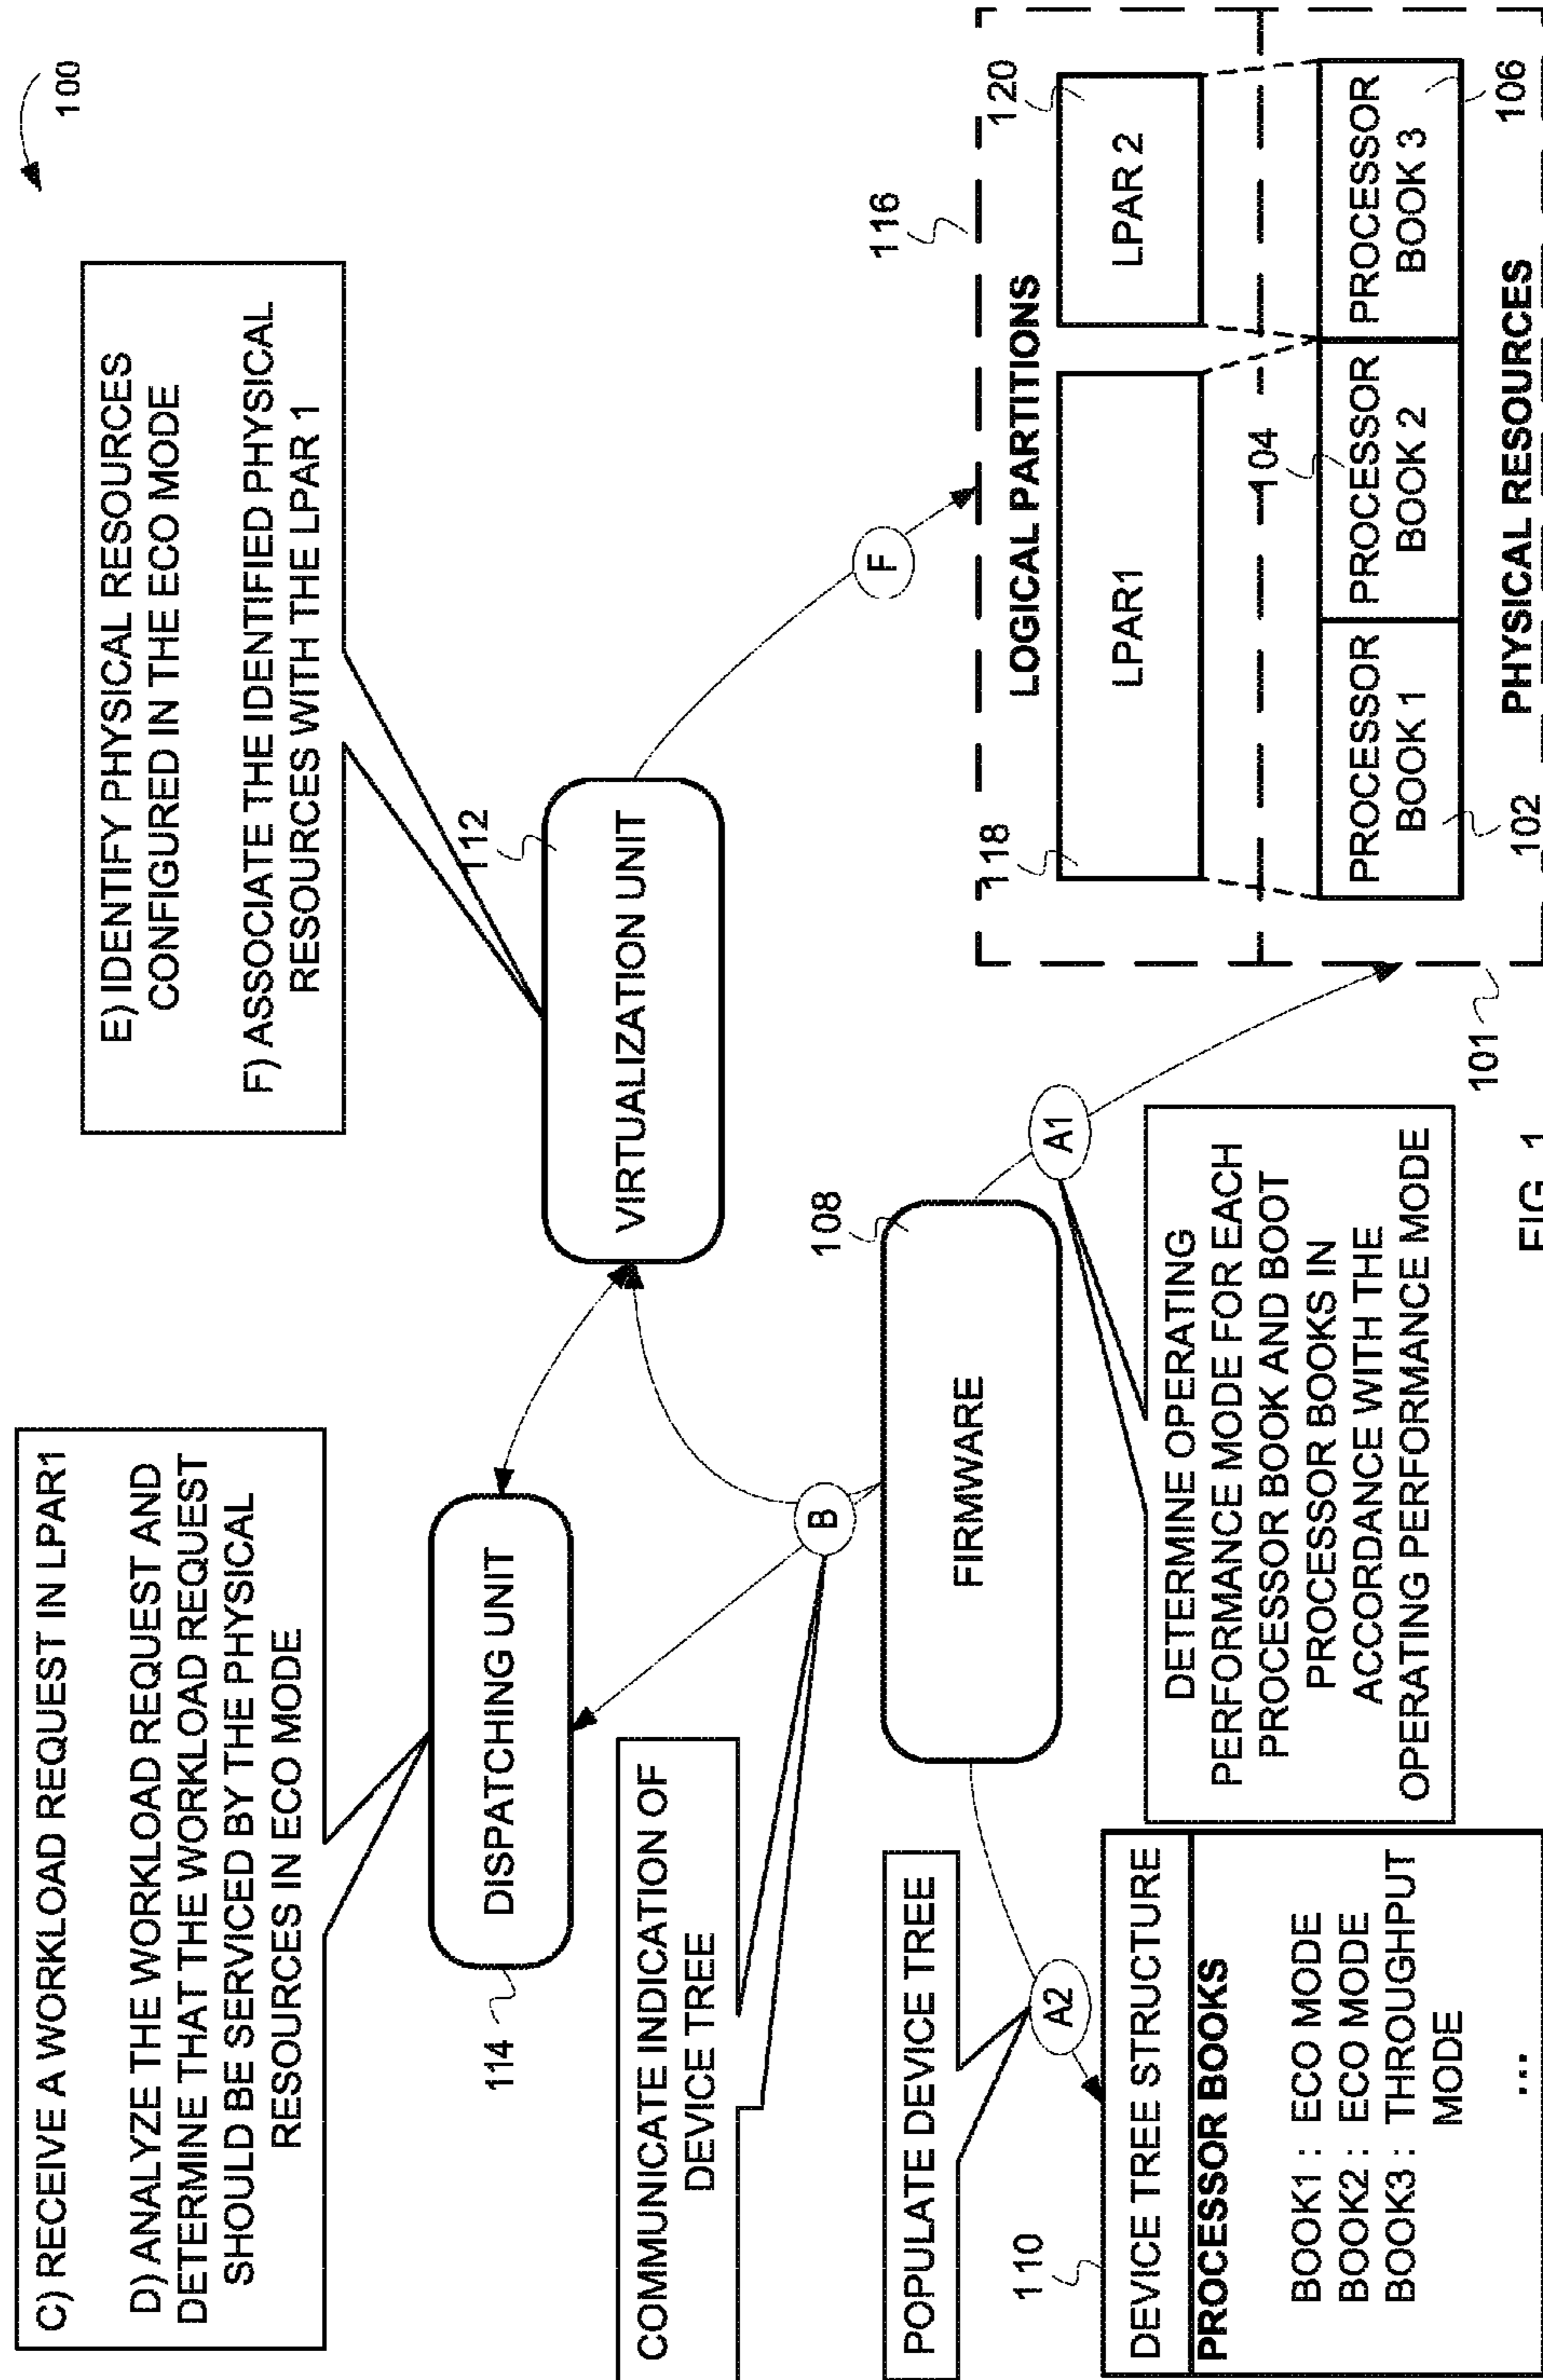 100
C) RECEIVE A WORKLOAD REQUEST IN LPAR1
D) ANALYZE THE WORKLOAD REQUEST AND
DETERMINE THAT THE WORKLOAD REQUEST
SHOULD BE SERVICED BY THE PHYSICAL
RESOURCES IN ECO MODE
E) IDENTIFY PHYSICAL RESOURCES
CONFIGURED IN THE ECO MODE
F) ASSOCIATE THE IDENTIFIED PHYSICAL
RESOURCES WITH THE LPAR 1
114
DISPATCHING UNIT
112
VIRTUALIZATION UNIT
COMMUNICATE INDICATION OF
DEVICE TREE
B
F
108
FIRMWARE
POPULATE DEVICE TREE
A2
A1
110
DEVICE TREE STRUCTURE
PROCESSOR BOOKS
BOOK1 : ECO MODE
BOOK2 : ECO MODE
BOOK3 : THROUGHPUT
MODE
...
DETERMINE OPERATING
PERFORMANCE MODE FOR EACH
PROCESSOR BOOK AND BOOT
PROCESSOR BOOKS IN
ACCORDANCE WITH THE
OPERATING PERFORMANCE MODE
116
LOGICAL PARTITIONS
118
LPAR1
120
LPAR 2
104
PROCESSOR
BOOK 1
PROCESSOR
BOOK 2
PROCESSOR
BOOK 3
101
102
106
PHYSICAL RESOURCES
FIG. 1